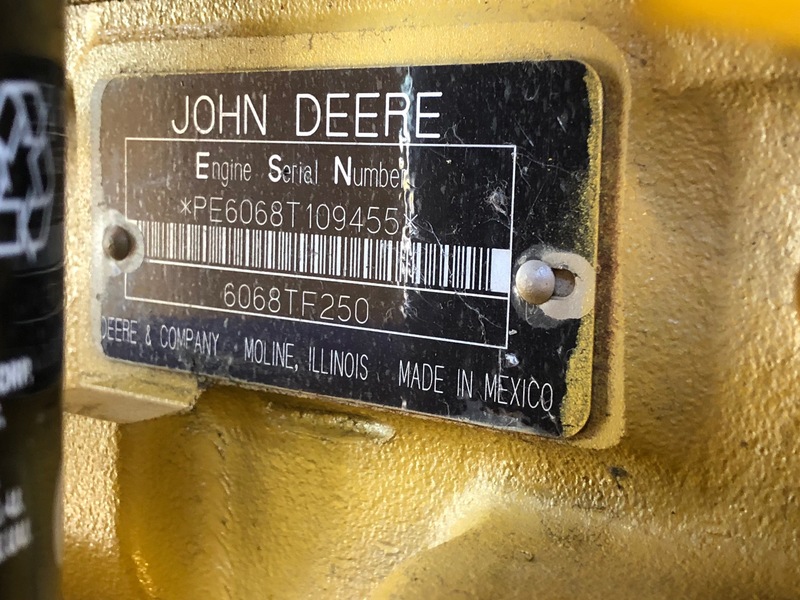 JOHN DEERE
Engine Serial Number
*PE6068T109455*
6068TF250
DEERE & COMPANY MOLINE, ILLINOIS MADE IN MEXICO